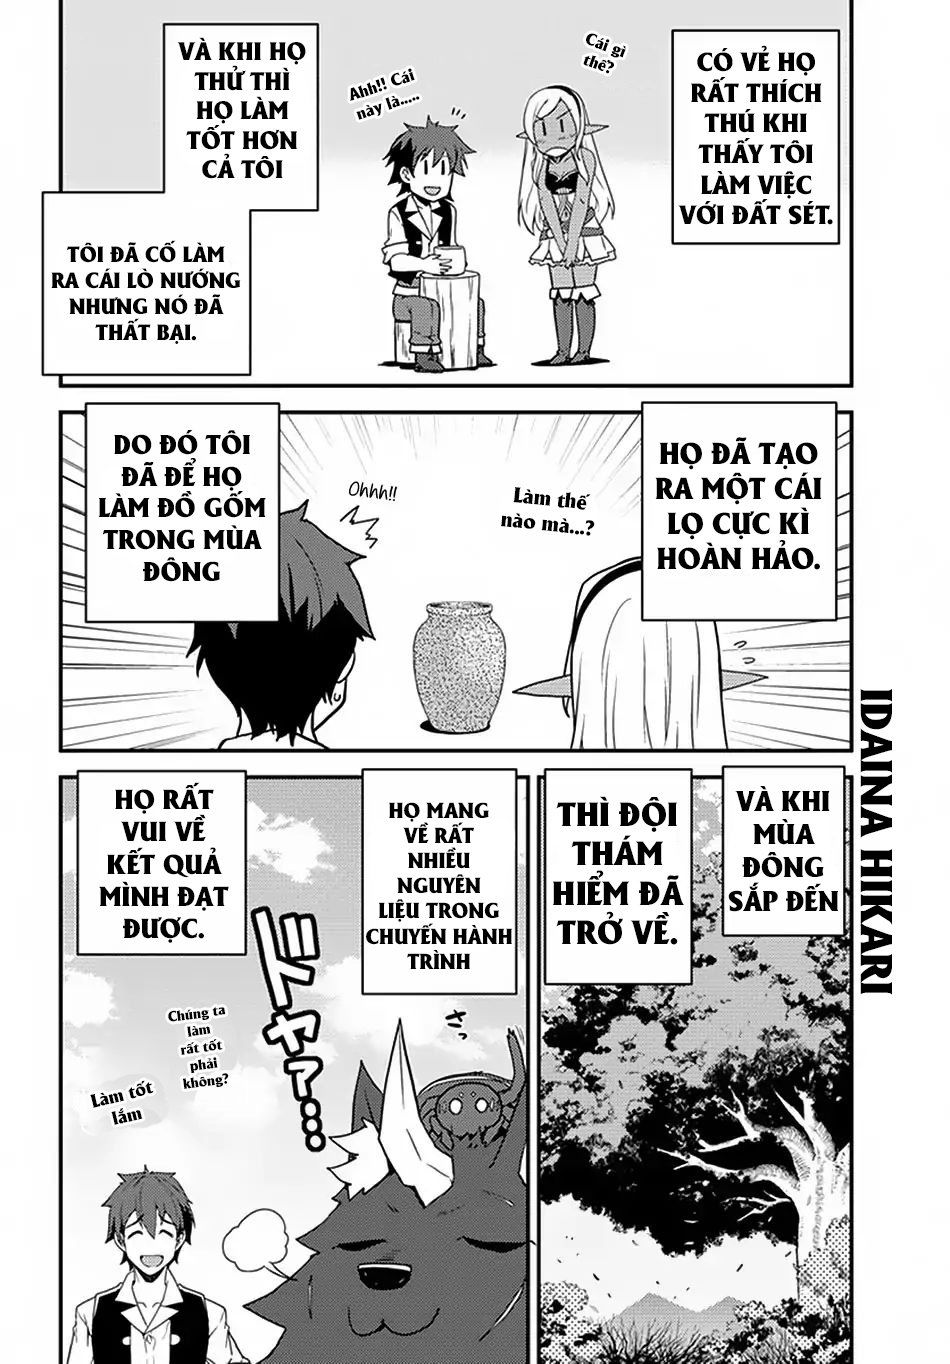 CÓ VẺ HỌ
RẤT THÍCH
THÚ KHI
THẤY TÔI
LÀM VIỆC
VỚI ĐẤT SÉT.
Cái gì
thế?
Ahh!! Cái
này là.....
VÀ KHI HỌ
THỬ THÌ
HỌ LÀM
TỐT HƠN
CẢ TÔI
TÔI ĐÃ CỐ LÀM
RA CÁI LÒ NƯỚNG
NHƯNG NÓ ĐÃ
THẤT BẠI.
HỌ ĐÃ TẠO
RA MỘT CÁI
LỌ CỰC KÌ
HOÀN HẢO.
Làm thế
nào mà...?
Ohhh!!
DO ĐÓ TÔI
ĐÃ ĐỂ HỌ
LÀM ĐỒ GỐM
TRONG MÙA
ĐÔNG
IDAINA HIKARI
VÀ KHI
MÙA
ĐÔNG
SẮP ĐẾN
THÌ ĐỘI
THÁM
HIỂM ĐÃ
TRỞ VỀ.
HỌ MANG
VỀ RẤT
NHIỀU
NGUYÊN
LIỆU TRONG
CHUYẾN HÀNH
TRÌNH
HỌ RẤT
VUI VỀ
KẾT QUẢ
MÌNH ĐẠT
ĐƯỢC.
ドヤァ…
さっ
Chúng ta
làm
rất tốt
phải
không?
Làm tốt
lắm